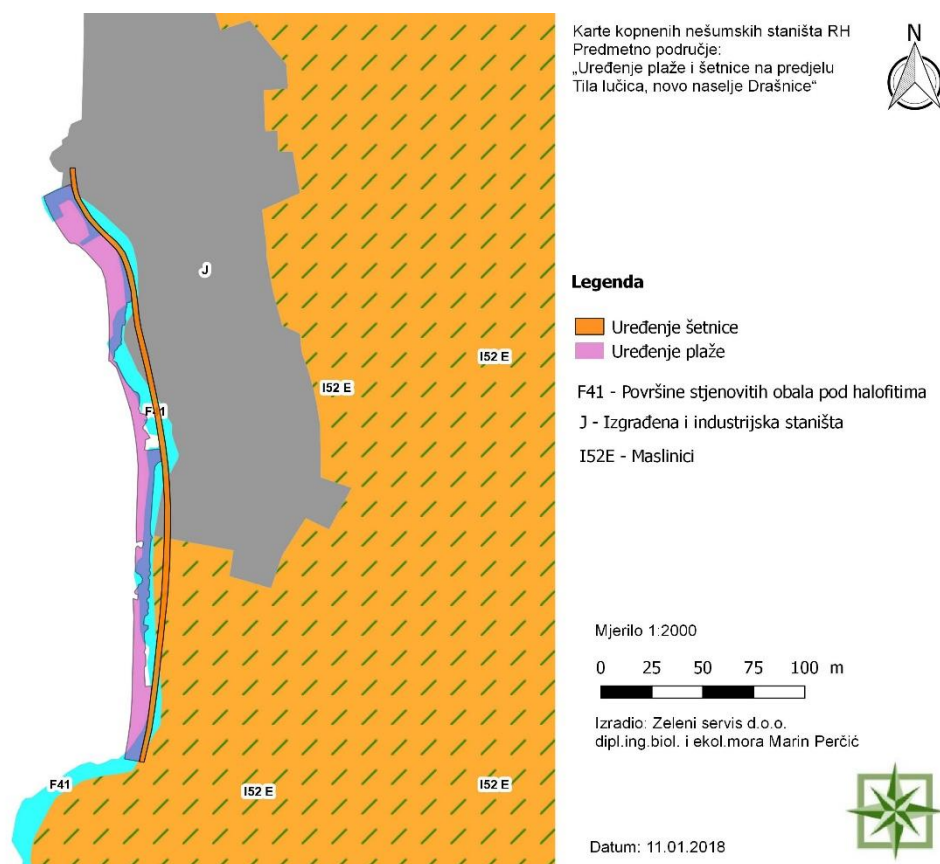 Karte kopnenih nešumskih staništa RH
Predmetno područje:
„Uređenje plaže i šetnice na predjelu
Tila lučica, novo naselje Drašnice“
N
J
I52 E
I52 E
F41
Legenda
Uređenje šetnice
Uređenje plaže
F41 - Površine stjenovitih obala pod halofitima
J - Izgrađena i industrijska staništa
I52E - Maslinici
Mjerilo 1:2000
0 25 50 75 100 m
Izradio: Zeleni servis d.o.o.
dipl.ing.biol. i ekol.mora Marin Perčić
F41
I52 E
I52 E
Datum: 11.01.2018